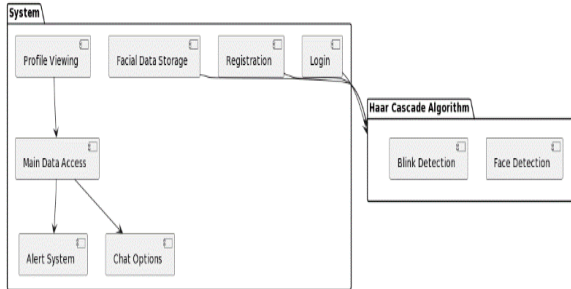 System
Profile Viewing
Facial Data Storage
Registration
Login
Haar Cascade Algorithm
Blink Detection
Face Detection
Main Data Access
Alert System
Chat Options